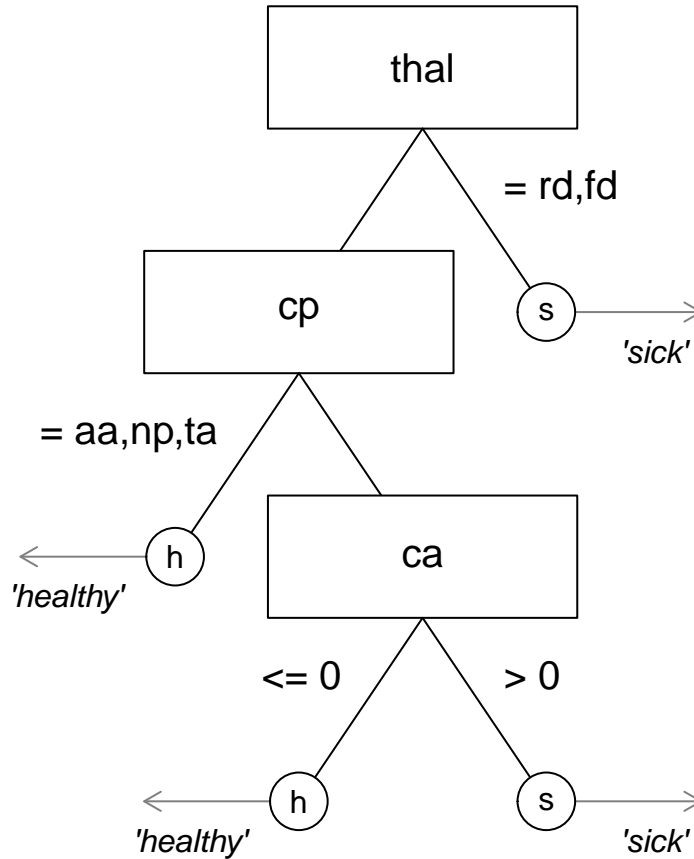 thal
= rd,fd
cp
s
'sick'
= aa,np,ta
h
'healthy'
ca
<= 0
> 0
h
'healthy'
s
'sick'